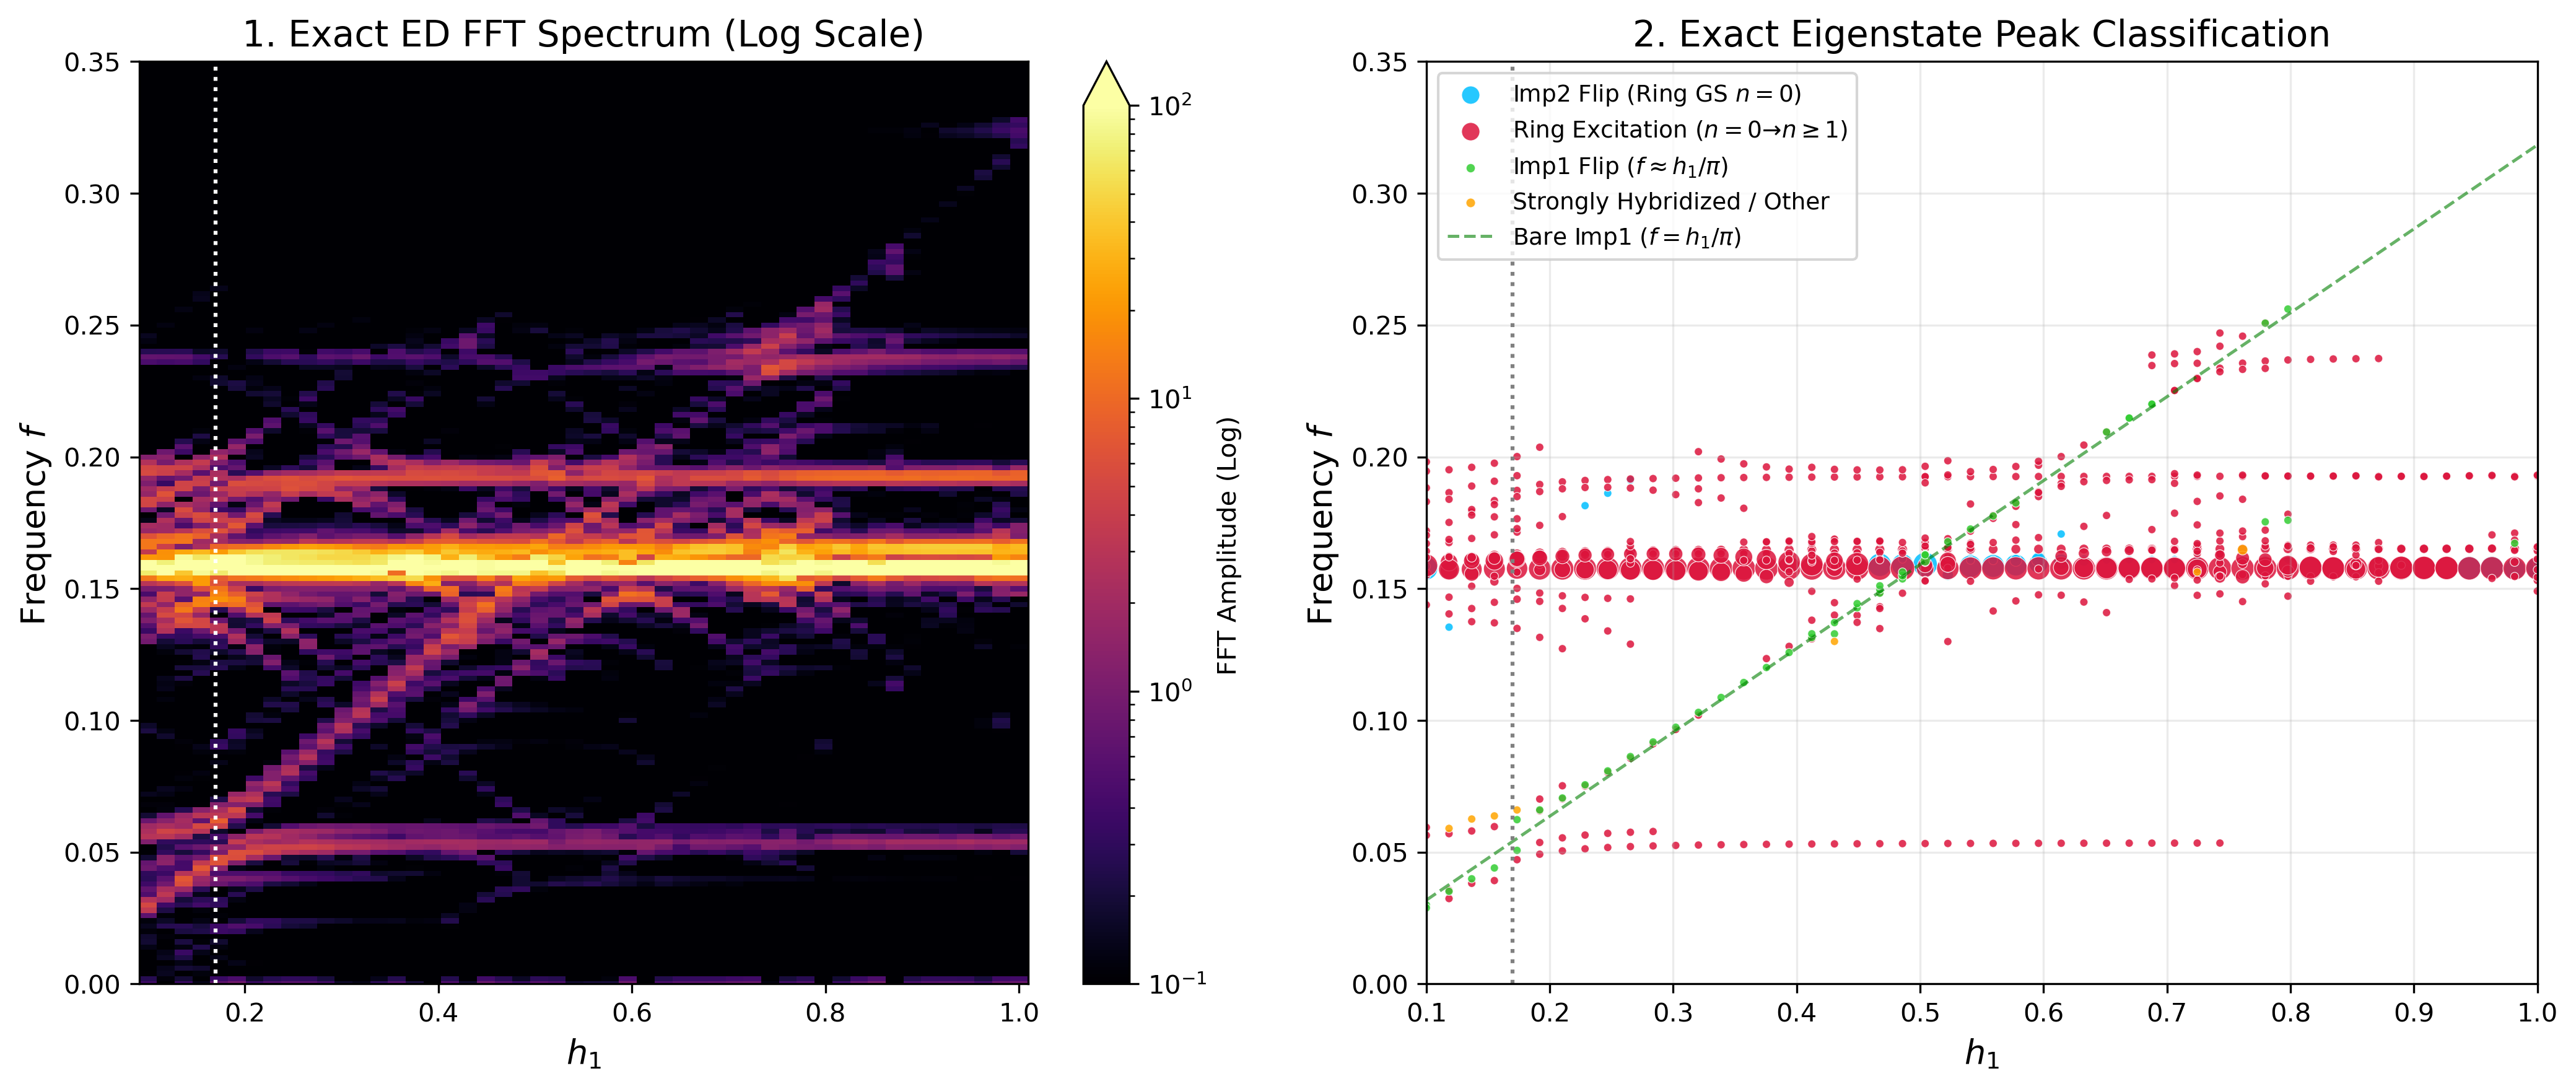 1. Exact ED FFT Spectrum (Log Scale)
0.35
0.30
0.25
0.20
0.15
0.10
0.05
0.00
Frequency f
0.2
0.4
0.6
0.8
1.0
h₁
10²
10¹
10⁰
10⁻¹
FFT Amplitude (Log)
2. Exact Eigenstate Peak Classification
Imp2 Flip (Ring GS n = 0)
Ring Excitation (n = 0→n ≥ 1)
Imp1 Flip (f ≈ h₁/π)
Strongly Hybridized / Other
Bare Imp1 (f = h₁/π)
0.35
0.30
0.25
0.20
0.15
0.10
0.05
0.00
Frequency f
0.1
0.2
0.3
0.4
0.5
0.6
0.7
0.8
0.9
1.0
h₁